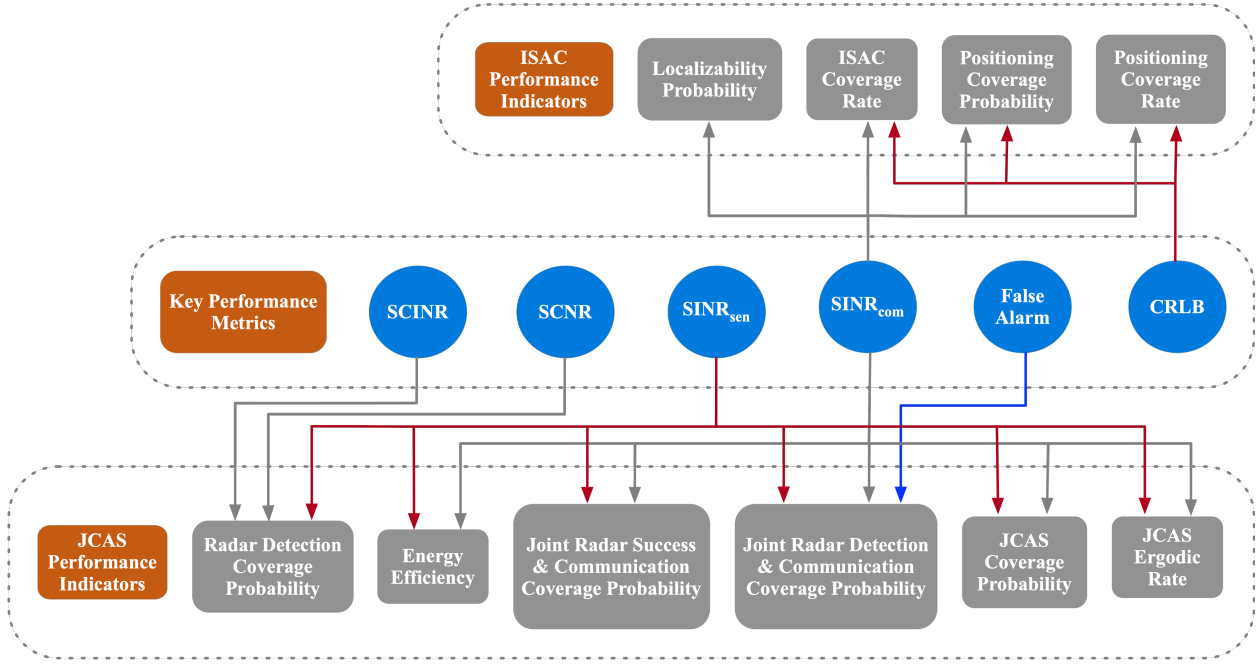 ISAC
Performance
Indicators
Localizability
Probability
ISAC
Coverage
Rate
Positioning
Coverage
Probability
Positioning
Coverage
Rate
Key Performance
Metrics
SCINR
SCNR
SINRsen
SINRcom
False
Alarm
CRLB
JCAS
Performance
Indicators
Radar Detection
Coverage
Probability
Energy
Efficiency
Joint Radar Success
& Communication
Coverage Probability
Joint Radar Detection
& Communication
Coverage Probability
JCAS
Coverage
Probability
JCAS
Ergodic
Rate